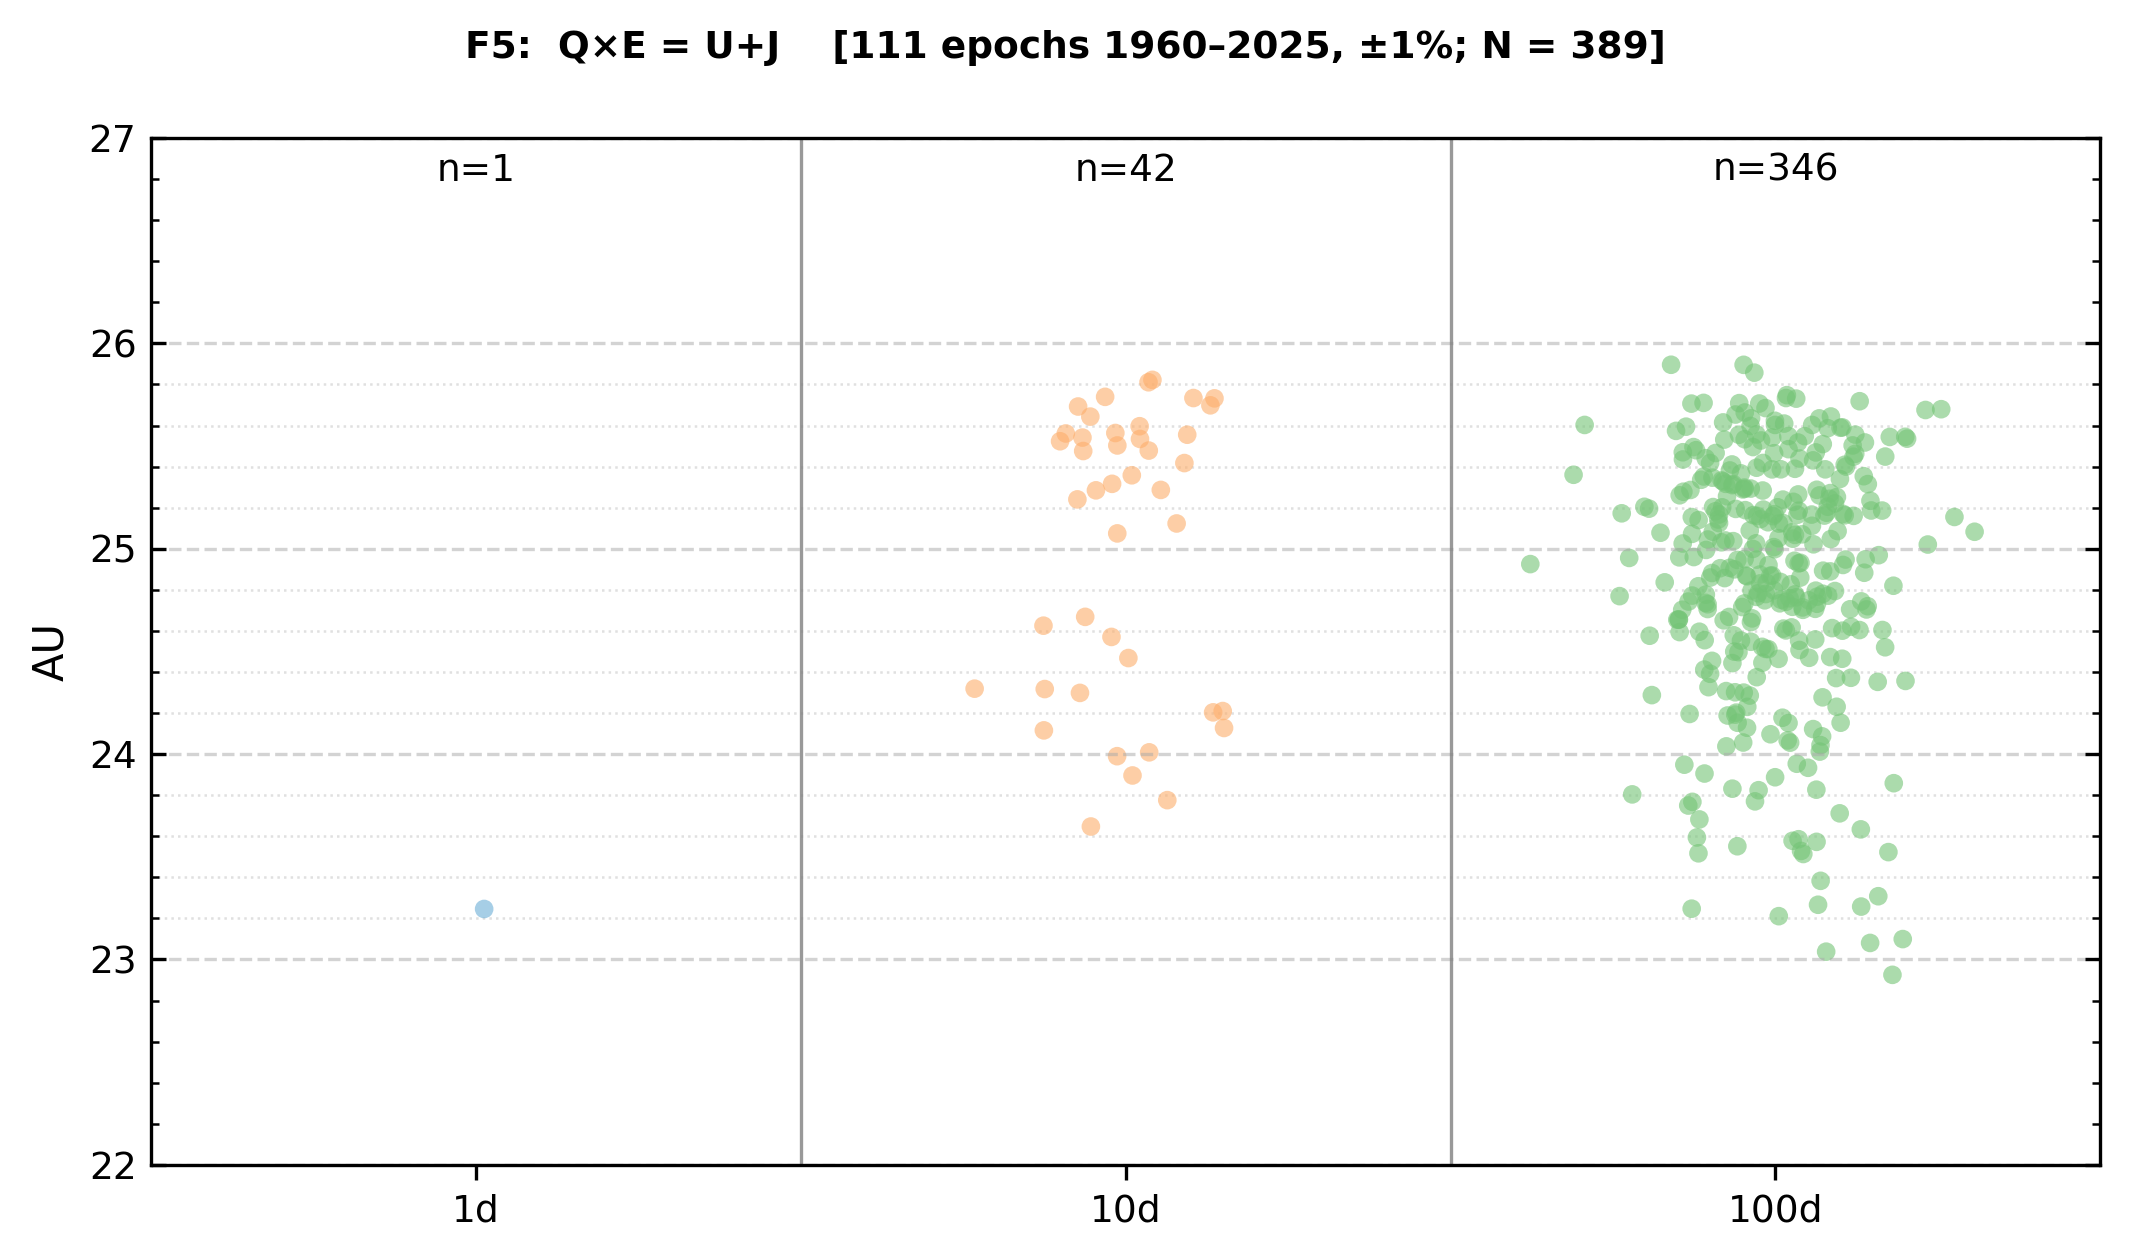 F5:  Q×E = U+J    [111 epochs 1960–2025, ±1%; N = 389]
n=1
n=42
n=346
27
26
25
24
23
22
AU
1d
10d
100d